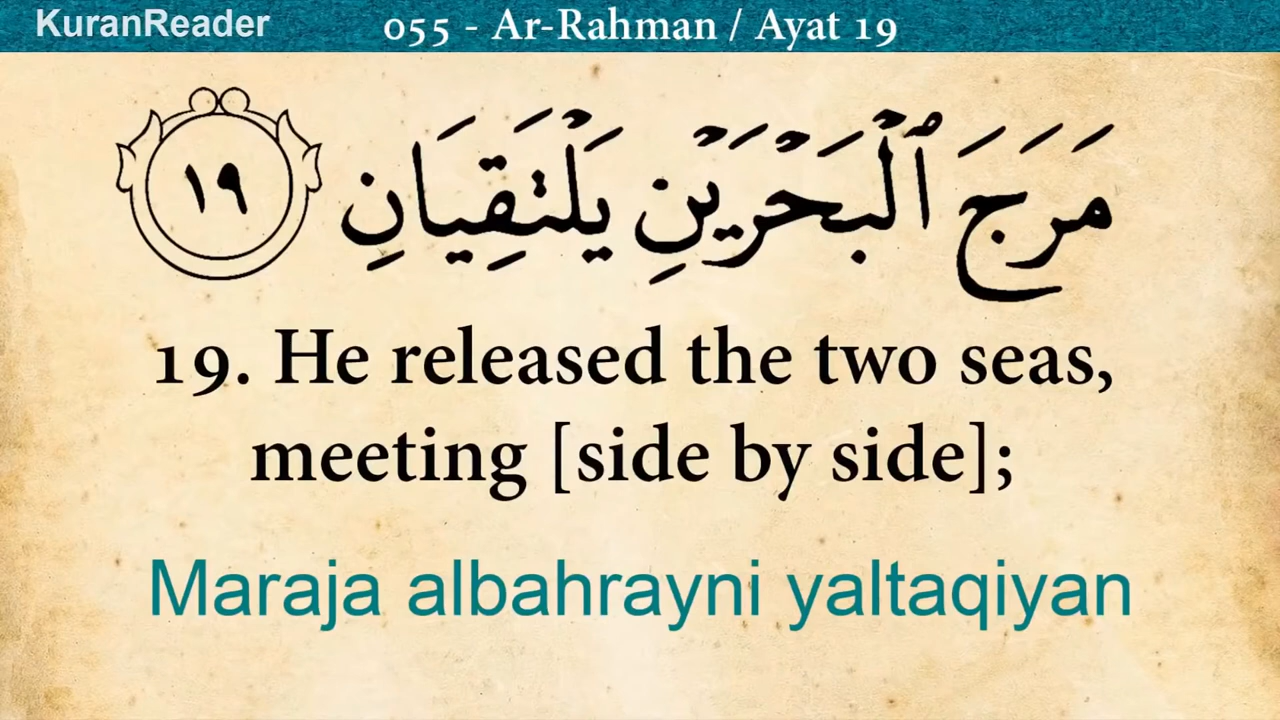 KuranReader
055 - Ar-Rahman / Ayat 19
مَرَجَ ٱلْبَحْرَيْنِ يَلْتَقِيَانِ ١٩
19. He released the two seas,
meeting [side by side];
Maraja albahrayni yaltaqiyan